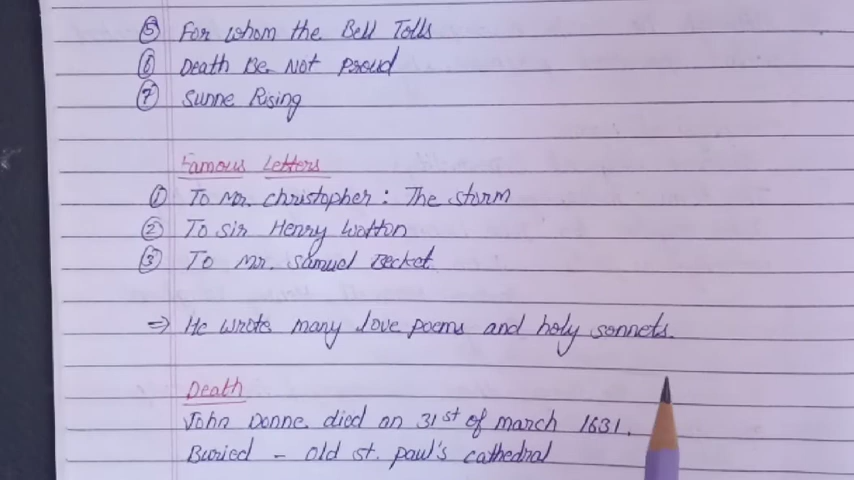 ⑤ For whom the Bell Tolls
⑥ Death Be Not proud
⑦ Sunne Rising
Famous Letters
① To Mr. christopher : The storm
② To Sir Henry Wotton
③ To Mr. Samuel Becket
⇒ He wrote many love poems and holy sonnets.
Death
John Donne died on 31st of march 1631.
Buried - old st. paul's cathedral